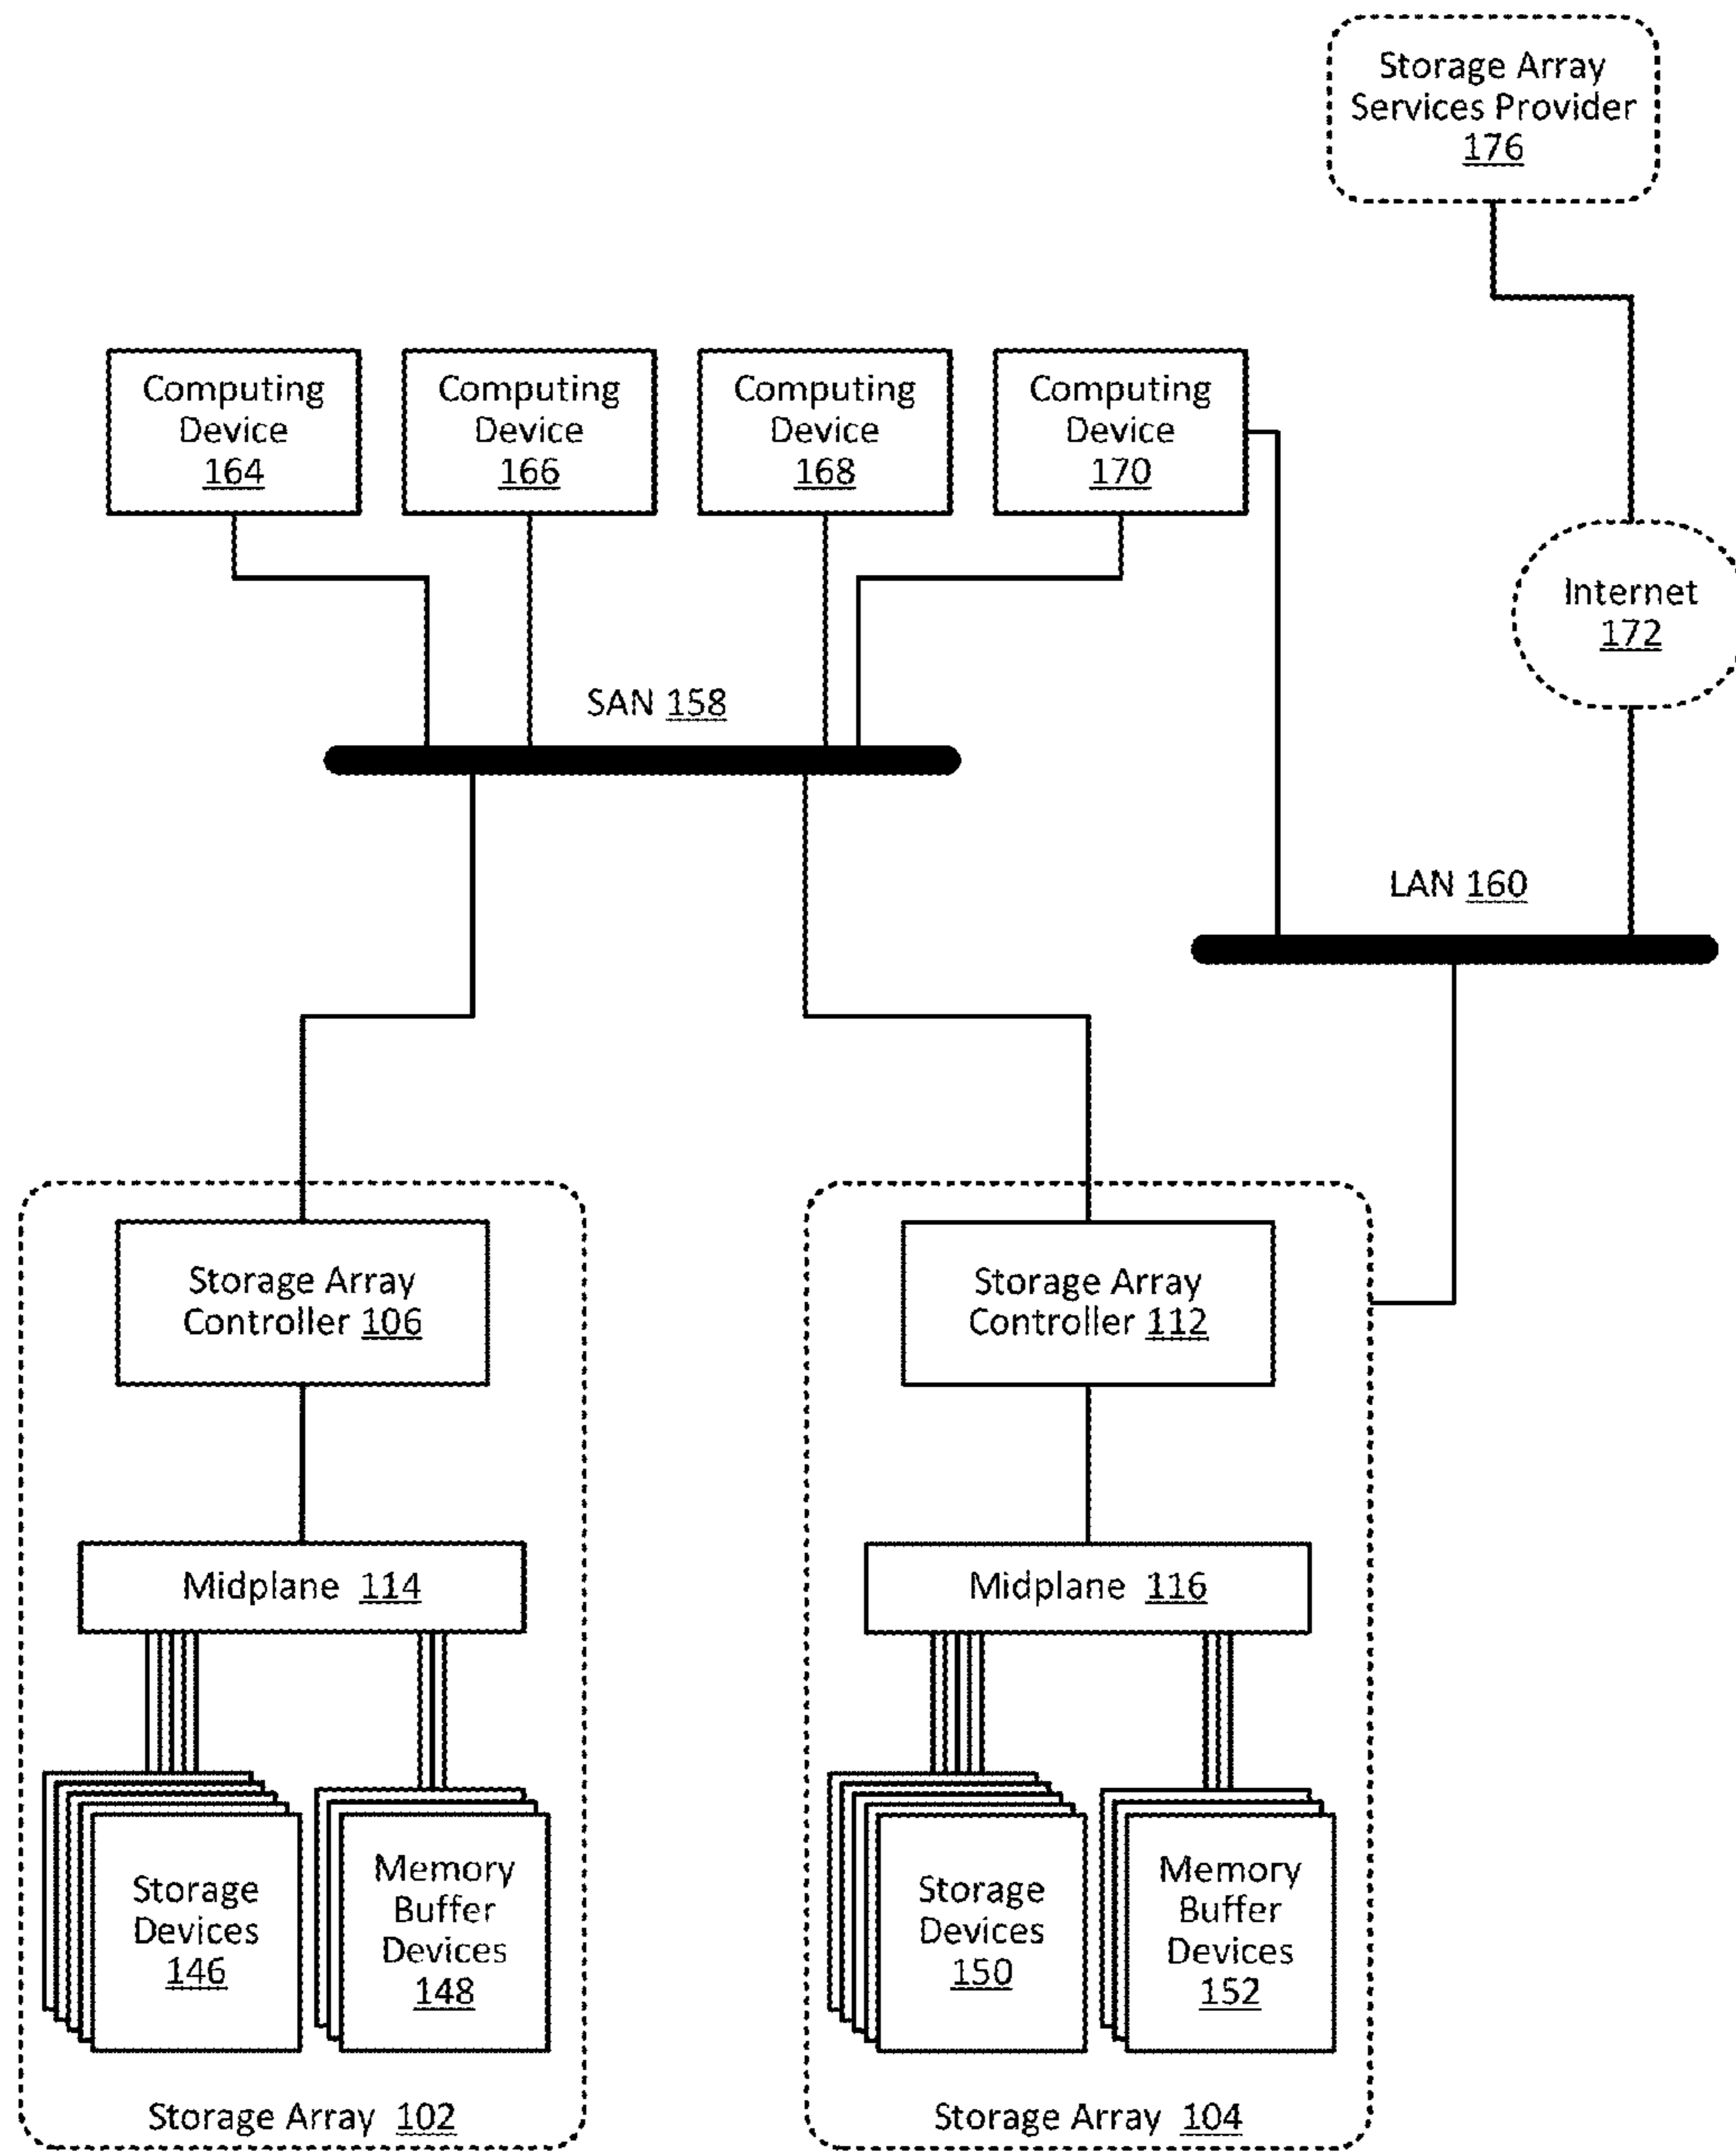 Storage Array
Services Provider
176
Computing
Device
164
Computing
Device
166
Computing
Device
168
Computing
Device
170
Internet
172
SAN 158
LAN 160
Storage Array
Controller 106
Storage Array
Controller 112
Midplane 114
Midplane 116
Storage
Devices
146
Memory
Buffer
Devices
148
Storage
Devices
150
Memory
Buffer
Devices
152
Storage Array 102
Storage Array 104